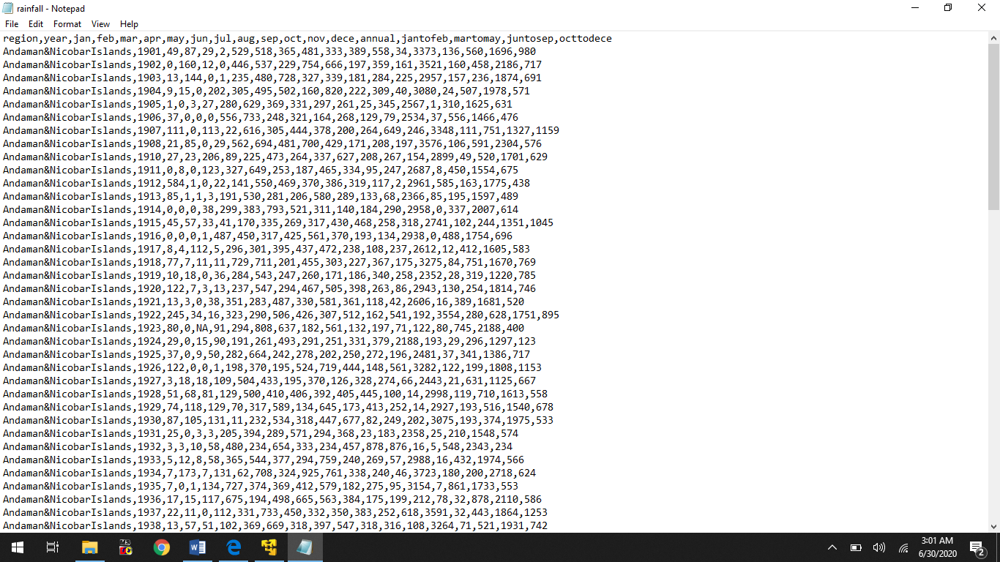 rainfall - Notepad
File Edit Format View Help
region,year,jan,feb,mar,apr,may,jun,jul,aug,sep,oct,nov,dece,annual,jantofeb,martomay,juntosep,octtodece
Andaman&NicobarIslands,1901,49,87,29,2,529,518,365,481,333,389,558,34,3373,136,560,1696,980
Andaman&NicobarIslands,1902,0,160,12,0,446,537,229,754,666,197,359,161,3521,160,458,2186,717
Andaman&NicobarIslands,1903,13,144,0,1,235,480,728,327,339,181,284,225,2957,157,236,1874,691
Andaman&NicobarIslands,1904,9,15,0,202,305,495,502,160,820,222,309,40,3080,24,507,1978,571
Andaman&NicobarIslands,1905,1,0,3,27,280,629,369,331,297,261,25,345,2567,1,310,1625,631
Andaman&NicobarIslands,1906,37,0,0,0,556,733,248,321,164,268,129,79,2534,37,556,1466,476
Andaman&NicobarIslands,1907,111,0,113,22,616,305,444,378,200,264,649,246,3348,111,751,1327,1159
Andaman&NicobarIslands,1908,21,85,0,29,562,694,481,700,429,171,208,197,3576,106,591,2304,576
Andaman&NicobarIslands,1910,27,23,206,89,225,473,264,337,627,208,267,154,2899,49,520,1701,629
Andaman&NicobarIslands,1911,0,8,0,123,327,649,253,187,465,334,95,247,2687,8,450,1554,675
Andaman&NicobarIslands,1912,584,1,0,22,141,550,469,370,386,319,117,2,2961,585,163,1775,438
Andaman&NicobarIslands,1913,85,1,1,3,191,530,281,206,580,289,133,68,2366,85,195,1597,489
Andaman&NicobarIslands,1914,0,0,0,38,299,383,793,521,311,140,184,290,2958,0,337,2007,614
Andaman&NicobarIslands,1915,45,57,33,41,170,335,269,317,430,468,258,318,2741,102,244,1351,1045
Andaman&NicobarIslands,1916,0,0,0,1,487,450,317,425,561,370,193,134,2938,0,488,1754,696
Andaman&NicobarIslands,1917,8,4,112,5,296,301,395,437,472,238,108,237,2612,12,412,1605,583
Andaman&NicobarIslands,1918,77,7,11,11,729,711,201,455,303,227,367,175,3275,84,751,1670,769
Andaman&NicobarIslands,1919,10,18,0,36,284,543,247,260,171,186,340,258,2352,28,319,1220,785
Andaman&NicobarIslands,1920,122,7,3,13,237,547,294,467,505,398,263,86,2943,130,254,1814,746
Andaman&NicobarIslands,1921,13,3,0,38,351,283,487,330,581,361,118,42,2606,16,389,1681,520
Andaman&NicobarIslands,1922,245,34,16,323,290,506,426,307,512,162,541,192,3554,280,628,1751,895
Andaman&NicobarIslands,1923,80,0,NA,91,294,808,637,182,561,132,197,71,122,80,745,2188,400
Andaman&NicobarIslands,1924,29,0,15,90,191,261,493,291,251,331,379,2188,193,29,296,1297,123
Andaman&NicobarIslands,1925,37,0,9,50,282,664,242,278,202,250,272,196,2481,37,341,1386,717
Andaman&NicobarIslands,1926,122,0,0,1,198,370,195,524,719,444,148,561,3282,122,199,1808,1153
Andaman&NicobarIslands,1927,3,18,18,109,504,433,195,370,126,328,274,66,2443,21,631,1125,667
Andaman&NicobarIslands,1928,51,68,81,129,500,410,406,392,405,445,100,14,2998,119,710,1613,558
Andaman&NicobarIslands,1929,74,118,129,70,317,589,134,645,173,413,252,14,2927,193,516,1540,678
Andaman&NicobarIslands,1930,87,105,131,11,232,534,318,447,677,82,249,202,3075,193,374,1975,533
Andaman&NicobarIslands,1931,25,0,3,3,205,394,289,571,294,368,23,183,2358,25,210,1548,574
Andaman&NicobarIslands,1932,3,3,10,58,480,234,654,333,234,457,878,876,16,5,548,2343,234
Andaman&NicobarIslands,1933,5,12,8,58,365,544,377,294,759,240,269,57,2988,16,432,1974,566
Andaman&NicobarIslands,1934,7,173,7,131,62,708,324,925,761,338,240,46,3723,180,200,2718,624
Andaman&NicobarIslands,1935,7,0,1,134,727,374,369,412,579,182,275,95,3154,7,861,1733,553
Andaman&NicobarIslands,1936,17,15,117,675,194,498,665,563,384,175,199,212,78,32,878,2110,586
Andaman&NicobarIslands,1937,22,11,0,112,331,733,450,332,350,383,252,618,3591,32,443,1864,1253
Andaman&NicobarIslands,1938,13,57,51,102,369,669,318,397,547,318,316,108,3264,71,521,1931,742
3:01 AM
6/30/2020
2